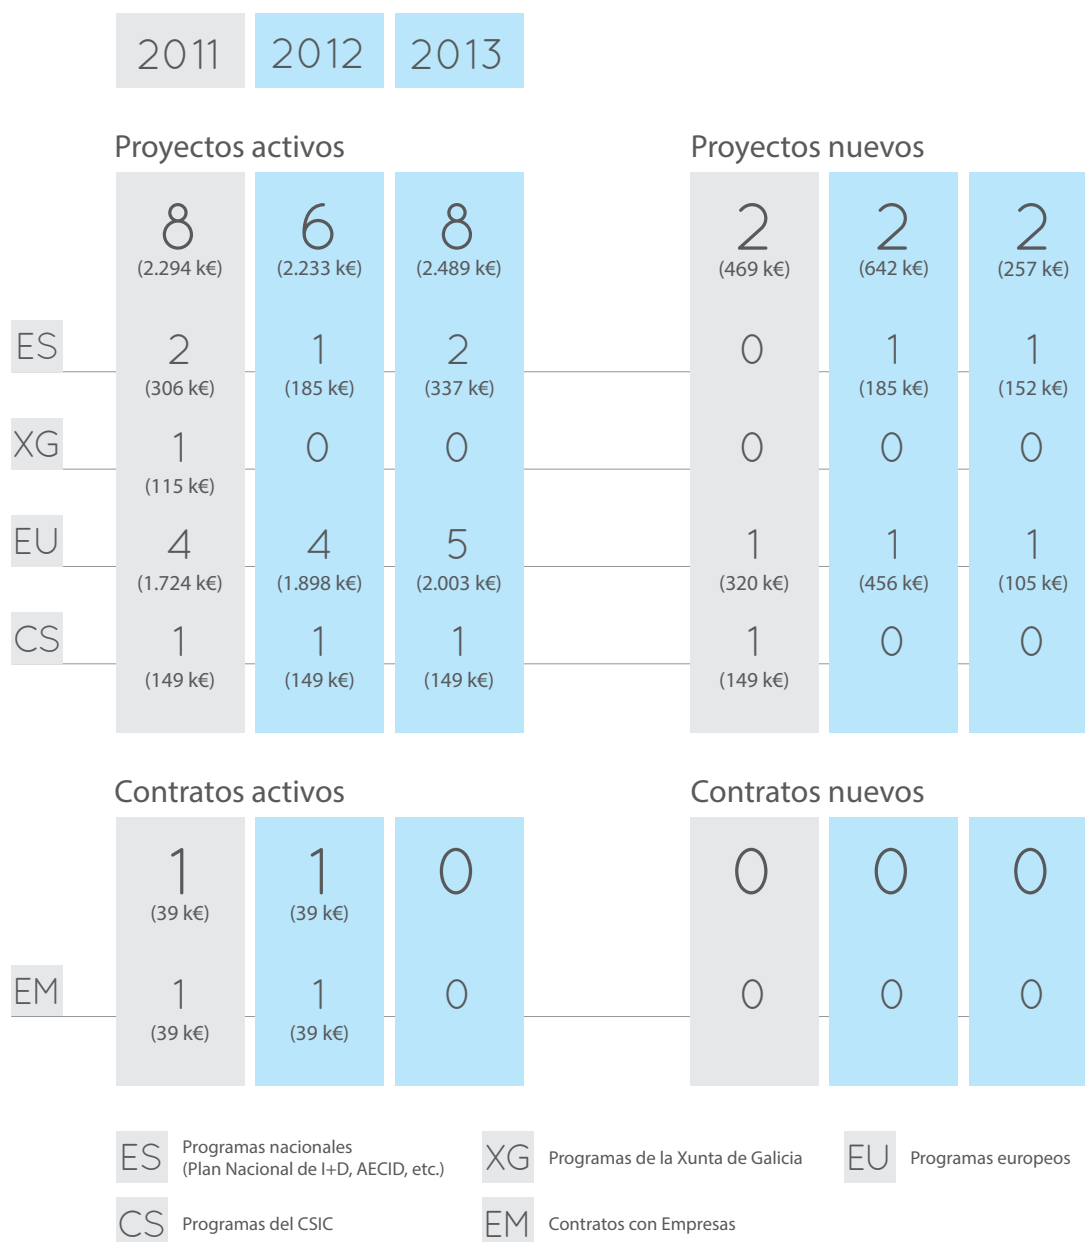 2011 2012 2013
Proyectos activos Proyectos nuevos
8 6 8 2 2 2
(2.294 k€) (2.233 k€) (2.489 k€) (469 k€) (642 k€) (257 k€)
ES 2 1 2 0 1 1
(306 k€) (185 k€) (337 k€) (185 k€) (152 k€)
XG 1 0 0 0 0 0
(115 k€)
EU 4 4 5 1 1 1
(1.724 k€) (1.898 k€) (2.003 k€) (320 k€) (456 k€) (105 k€)
CS 1 1 1 1 0 0
(149 k€) (149 k€) (149 k€) (149 k€)
Contratos activos Contratos nuevos
1 1 0 0 0 0
(39 k€) (39 k€)
EM 1 1 0 0 0 0
(39 k€) (39 k€)
ES Programas nacionales
(Plan Nacional de I+D, AECID, etc.)
XG Programas de la Xunta de Galicia
EU Programas europeos
CS Programas del CSIC
EM Contratos con Empresas